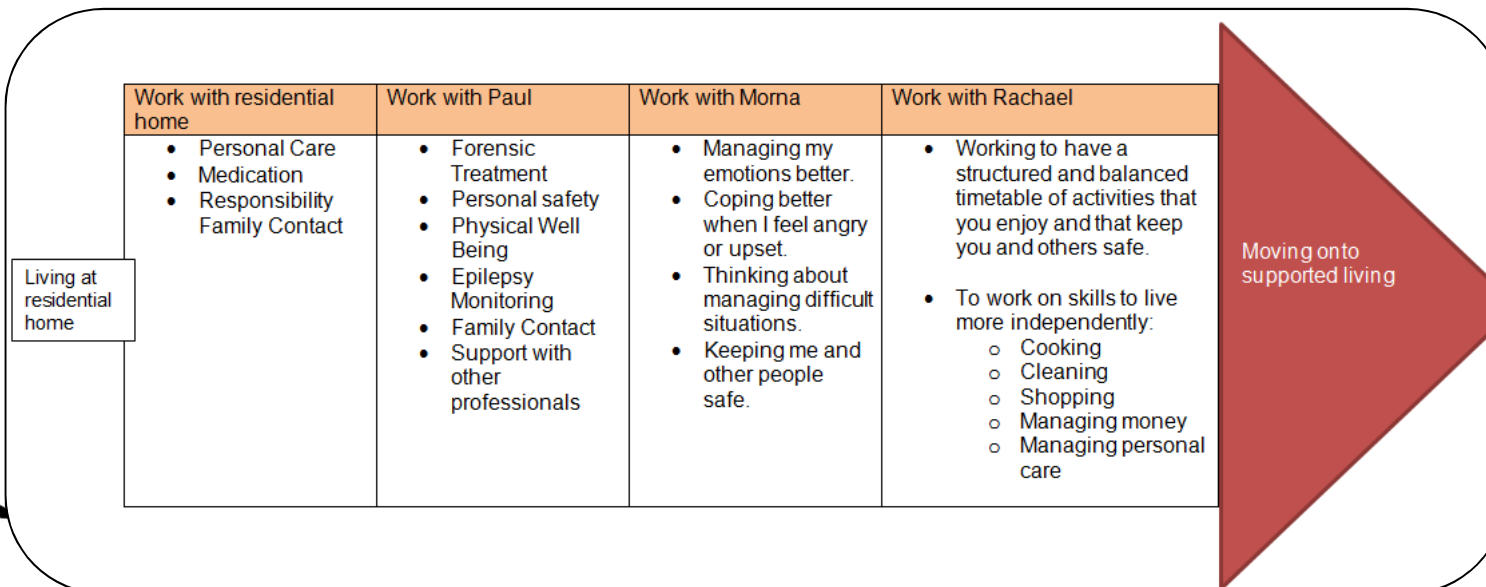 Living at
residential
home
Work with residential
home
• Personal Care
• Medication
• Responsibility
Family Contact
Work with Paul
• Forensic
Treatment
• Personal safety
• Physical Well
Being
• Epilepsy
Monitoring
• Family Contact
• Support with
other
professionals
Work with Morna
• Managing my
emotions better.
• Coping better
when I feel angry
or upset.
• Thinking about
managing difficult
situations.
• Keeping me and
other people
safe.
Work with Rachael
• Working to have a
structured and balanced
timetable of activities that
you enjoy and that keep
you and others safe.
• To work on skills to live
more independently:
o Cooking
o Cleaning
o Shopping
o Managing money
o Managing personal
care
Moving onto
supported living